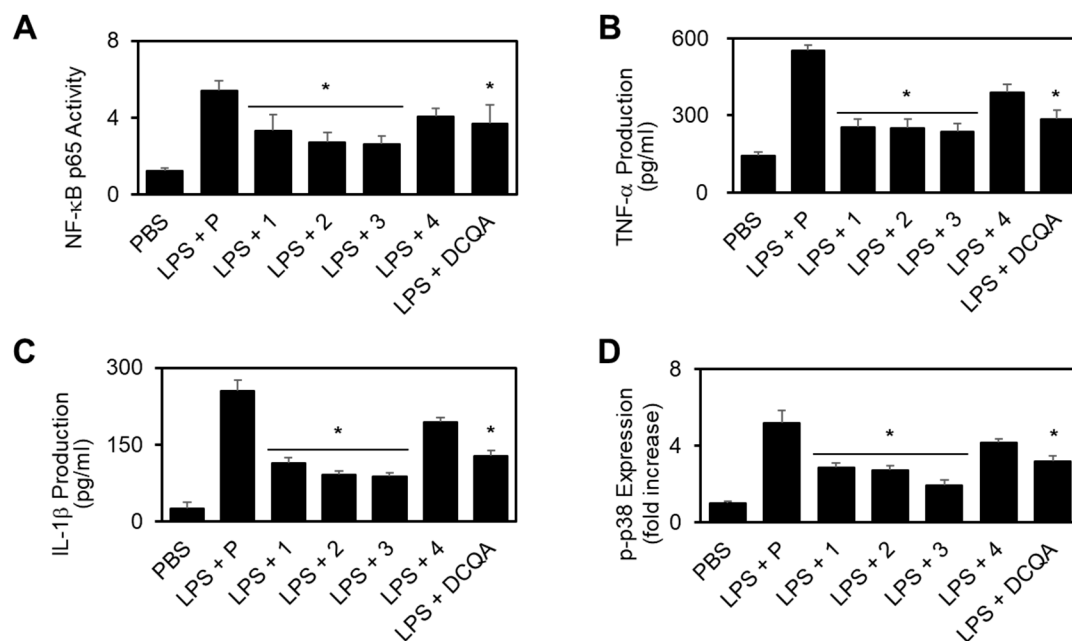 A
NF-κB p65 Activity
8
4
0
*
*
PBS
LPS + P
LPS + 1
LPS + 2
LPS + 3
LPS + 4
LPS + DCQA
B
TNF-α Production
(pg/ml)
600
300
0
*
*
PBS
LPS + P
LPS + 1
LPS + 2
LPS + 3
LPS + 4
LPS + DCQA
C
IL-1β Production
(pg/ml)
300
150
0
*
*
PBS
LPS + P
LPS + 1
LPS + 2
LPS + 3
LPS + 4
LPS + DCQA
D
p-p38 Expression
(fold increase)
8
4
0
*
*
PBS
LPS + P
LPS + 1
LPS + 2
LPS + 3
LPS + 4
LPS + DCQA